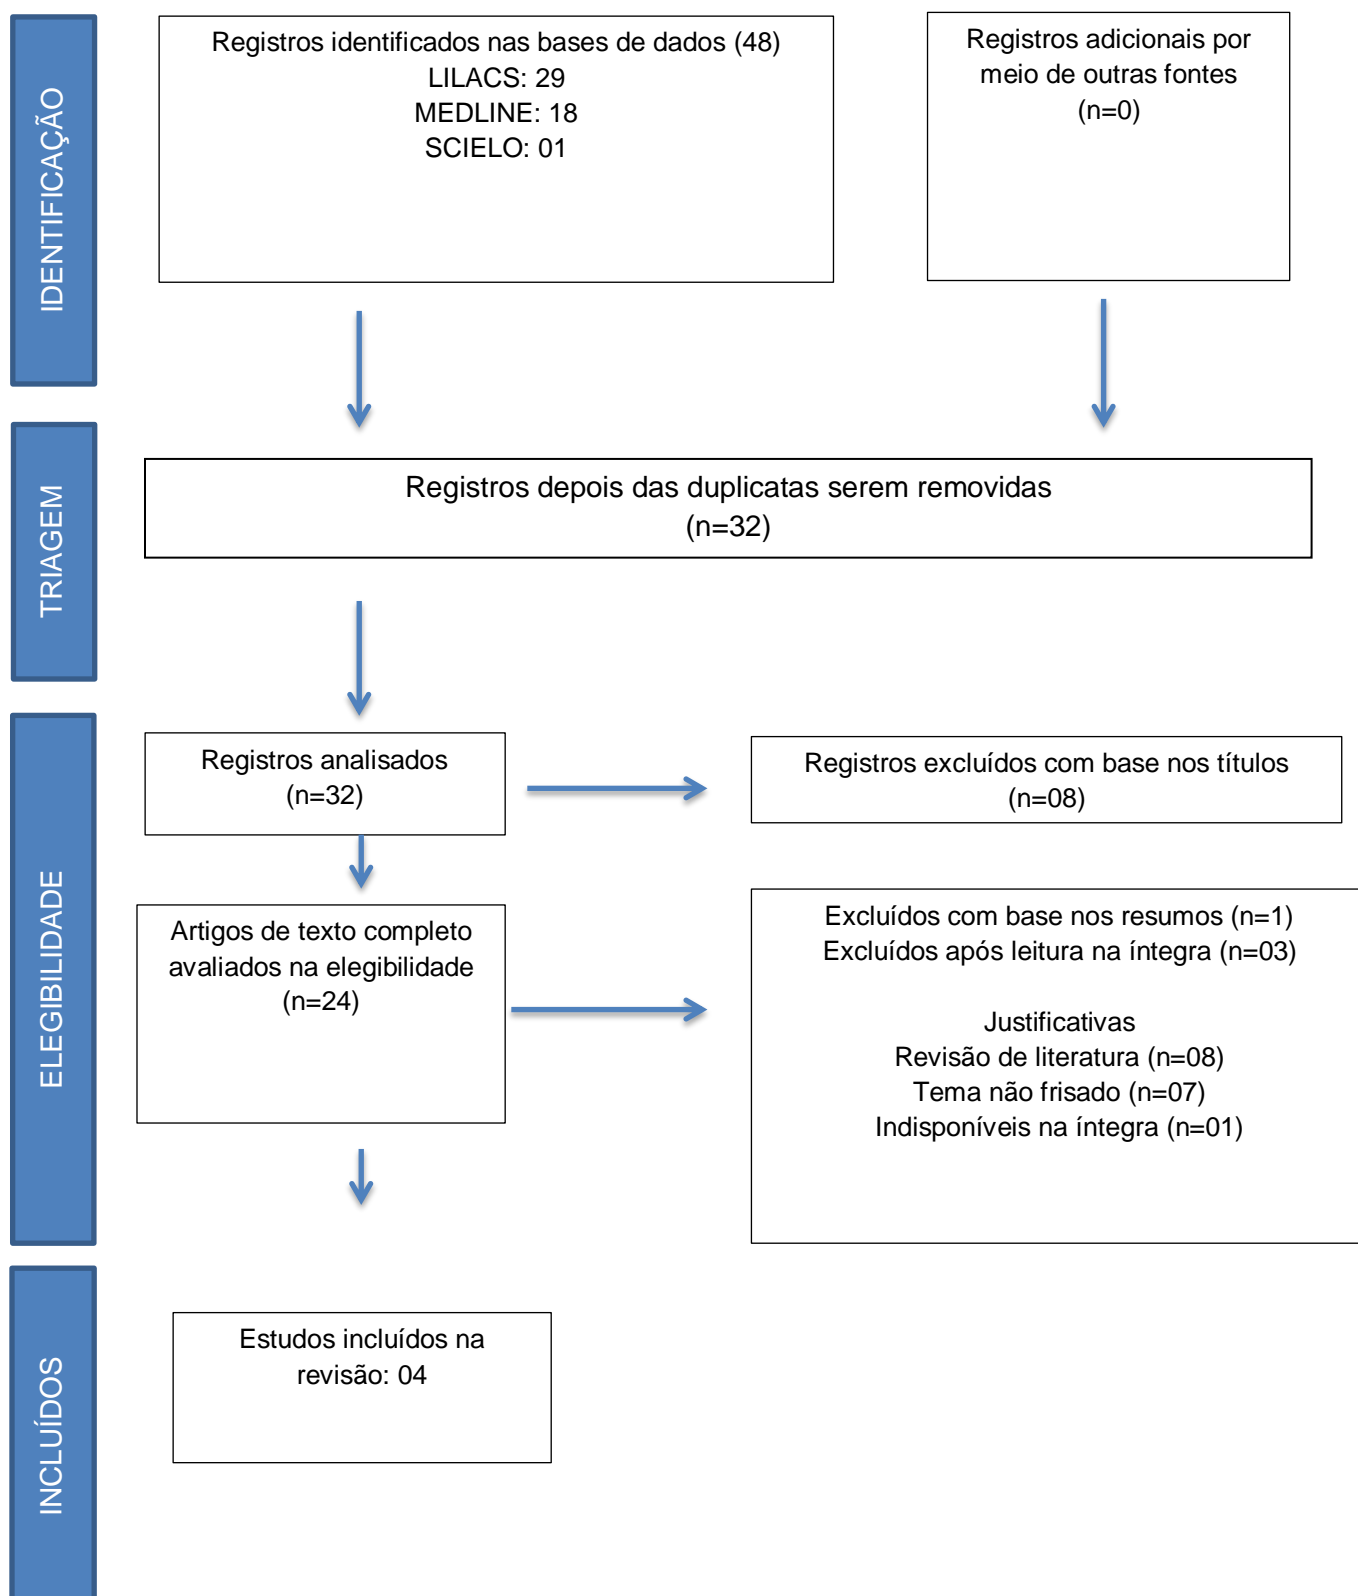 IDENTIFICAÇÃO
Registros identificados nas bases de dados (48)
LILACS: 29
MEDLINE: 18
SCIELO: 01
Registros adicionais por
meio de outras fontes
(n=0)
TRIAGEM
Registros depois das duplicatas serem removidas
(n=32)
ELEGIBILIDADE
Registros analisados
(n=32)
Registros excluídos com base nos títulos
(n=08)
Artigos de texto completo
avaliados na elegibilidade
(n=24)
Excluídos com base nos resumos (n=1)
Excluídos após leitura na íntegra (n=03)
Justificativas
Revisão de literatura (n=08)
Tema não frisado (n=07)
Indisponíveis na íntegra (n=01)
INCLUÍDOS
Estudos incluídos na
revisão: 04